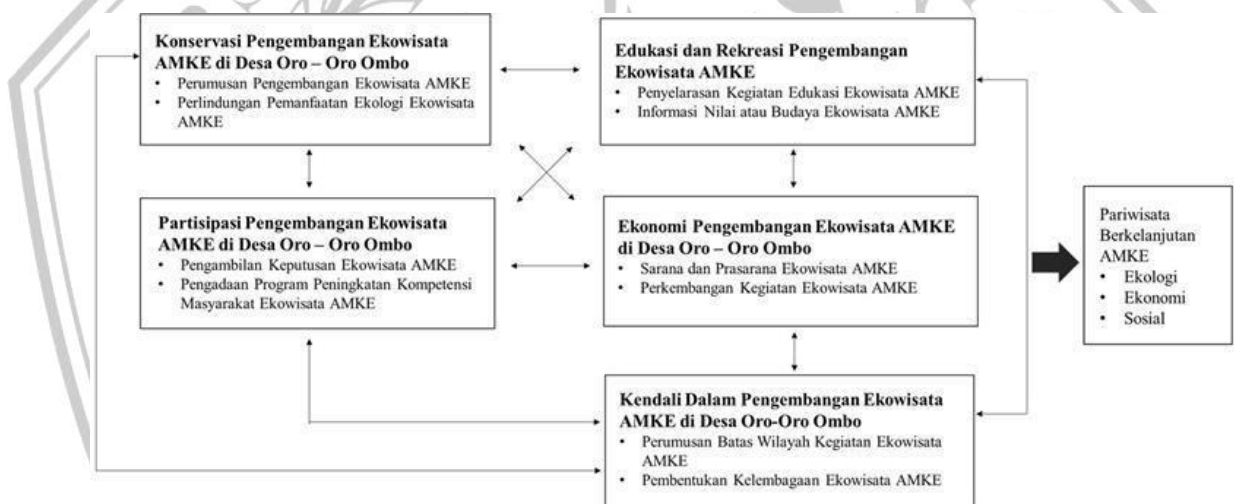 Konservasi Pengembangan Ekowisata
AMKE di Desa Oro – Oro Ombo
• Perumusan Pengembangan Ekowisata AMKE
• Perlindungan Pemanfaatan Ekologi Ekowisata
AMKE
Edukasi dan Rekreasi Pengembangan
Ekowisata AMKE
• Penyelarasan Kegiatan Edukasi Ekowisata AMKE
• Informasi Nilai atau Budaya Ekowisata AMKE
Partisipasi Pengembangan Ekowisata
AMKE di Desa Oro – Oro Ombo
• Pengambilan Keputusan Ekowisata AMKE
• Pengadaan Program Peningkatan Kompetensi
Masyarakat Ekowisata AMKE
Ekonomi Pengembangan Ekowisata AMKE
di Desa Oro – Oro Ombo
• Sarana dan Prasarana Ekowisata AMKE
• Perkembangan Kegiatan Ekowisata AMKE
Kendali Dalam Pengembangan Ekowisata
AMKE di Desa Oro-Oro Ombo
• Perumusan Batas Wilayah Kegiatan Ekowisata
AMKE
• Pembentukan Kelembagaan Ekowisata AMKE
Pariwisata
Berkelanjutan
AMKE
• Ekologi
• Ekonomi
• Sosial